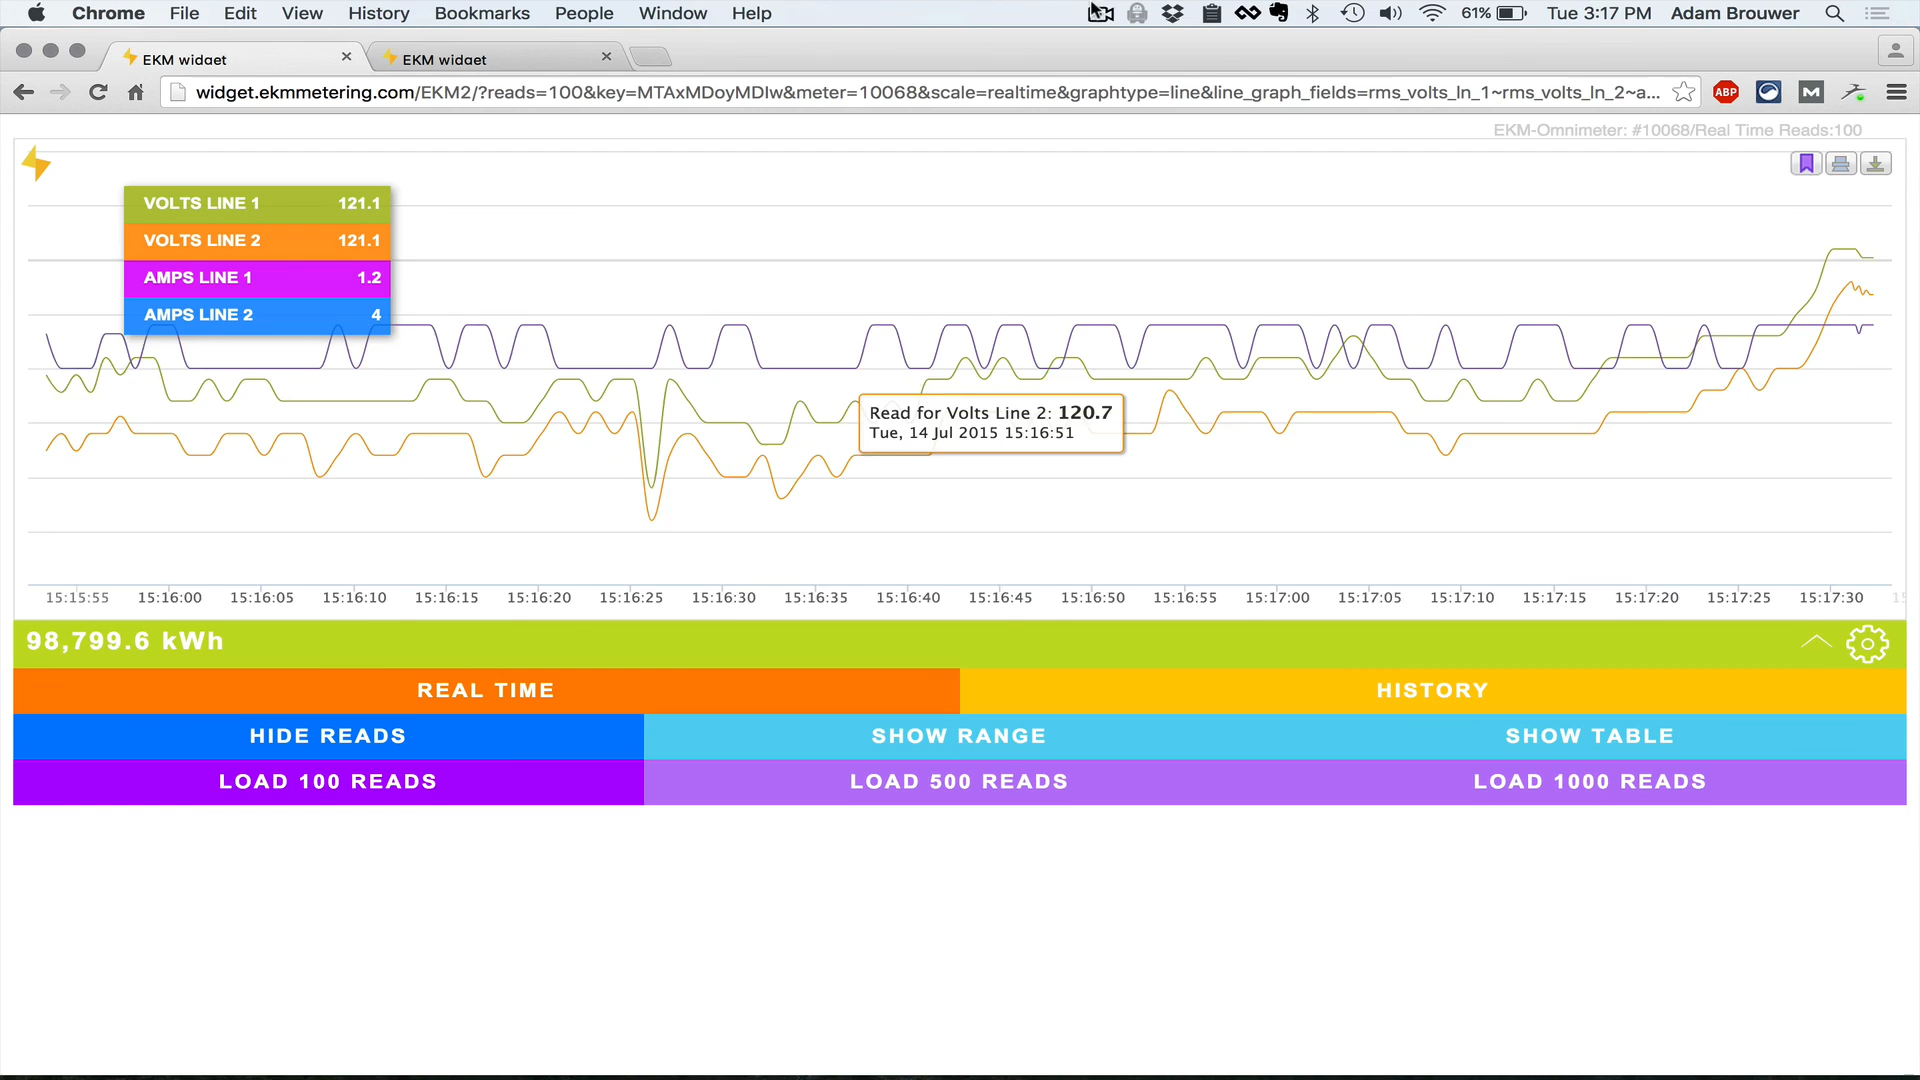 Chrome File Edit View History Bookmarks People Window Help 61% Tue 3:17 PM Adam Brouwer
EKM widget EKM widget
widget.ekmmetering.com/EKM2/?reads=100&key=MTAxMDoyMDIw&meter=10068&scale=realtime&graphtype=line&line_graph_fields=rms_volts_ln_1~rms_volts_ln_2~a... ABP M
EKM-Omnimeter: #10068/Real Time Reads:100
VOLTS LINE 1 121.1
VOLTS LINE 2 121.1
AMPS LINE 1 1.2
AMPS LINE 2 4
Read for Volts Line 2: 120.7
Tue, 14 Jul 2015 15:16:51
15:15:55 15:16:00 15:16:05 15:16:10 15:16:15 15:16:20 15:16:25 15:16:30 15:16:35 15:16:40 15:16:45 15:16:50 15:16:55 15:17:00 15:17:05 15:17:10 15:17:15 15:17:20 15:17:25 15:17:30
98,799.6 kWh
REAL TIME HISTORY
HIDE READS SHOW RANGE SHOW TABLE
LOAD 100 READS LOAD 500 READS LOAD 1000 READS